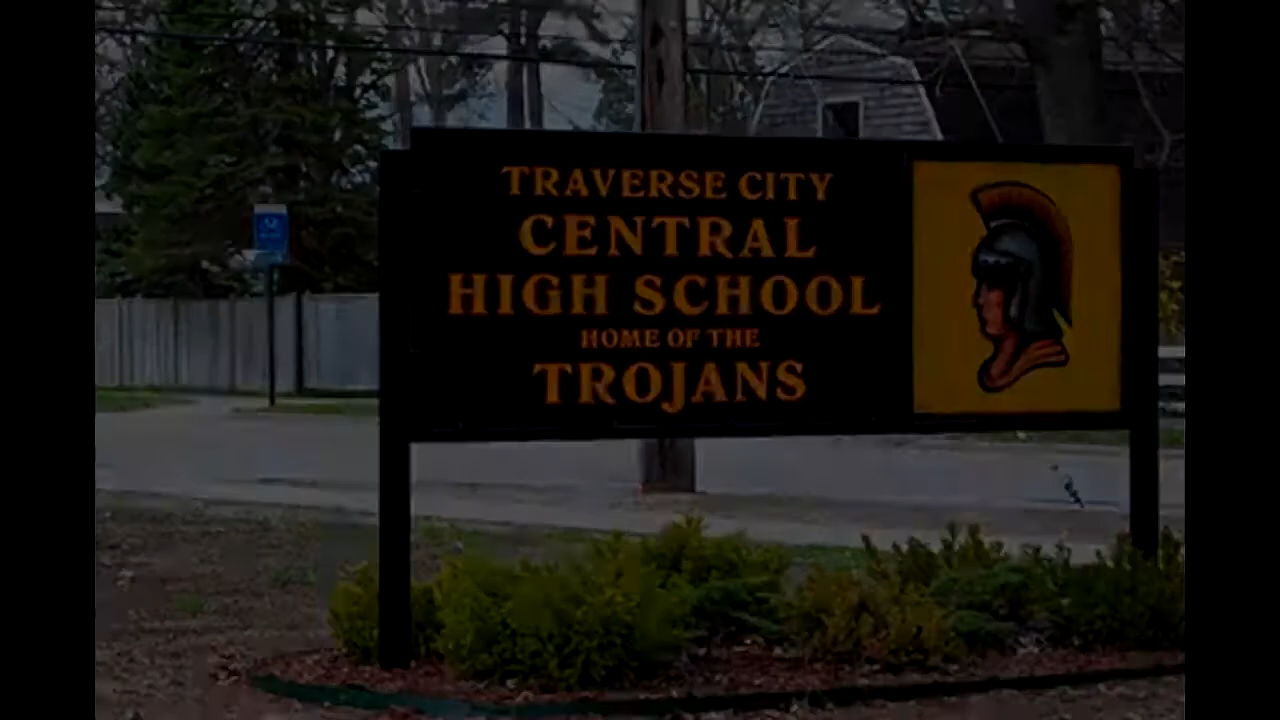 TRAVERSE CITY
CENTRAL
HIGH SCHOOL
HOME OF THE
TROJANS